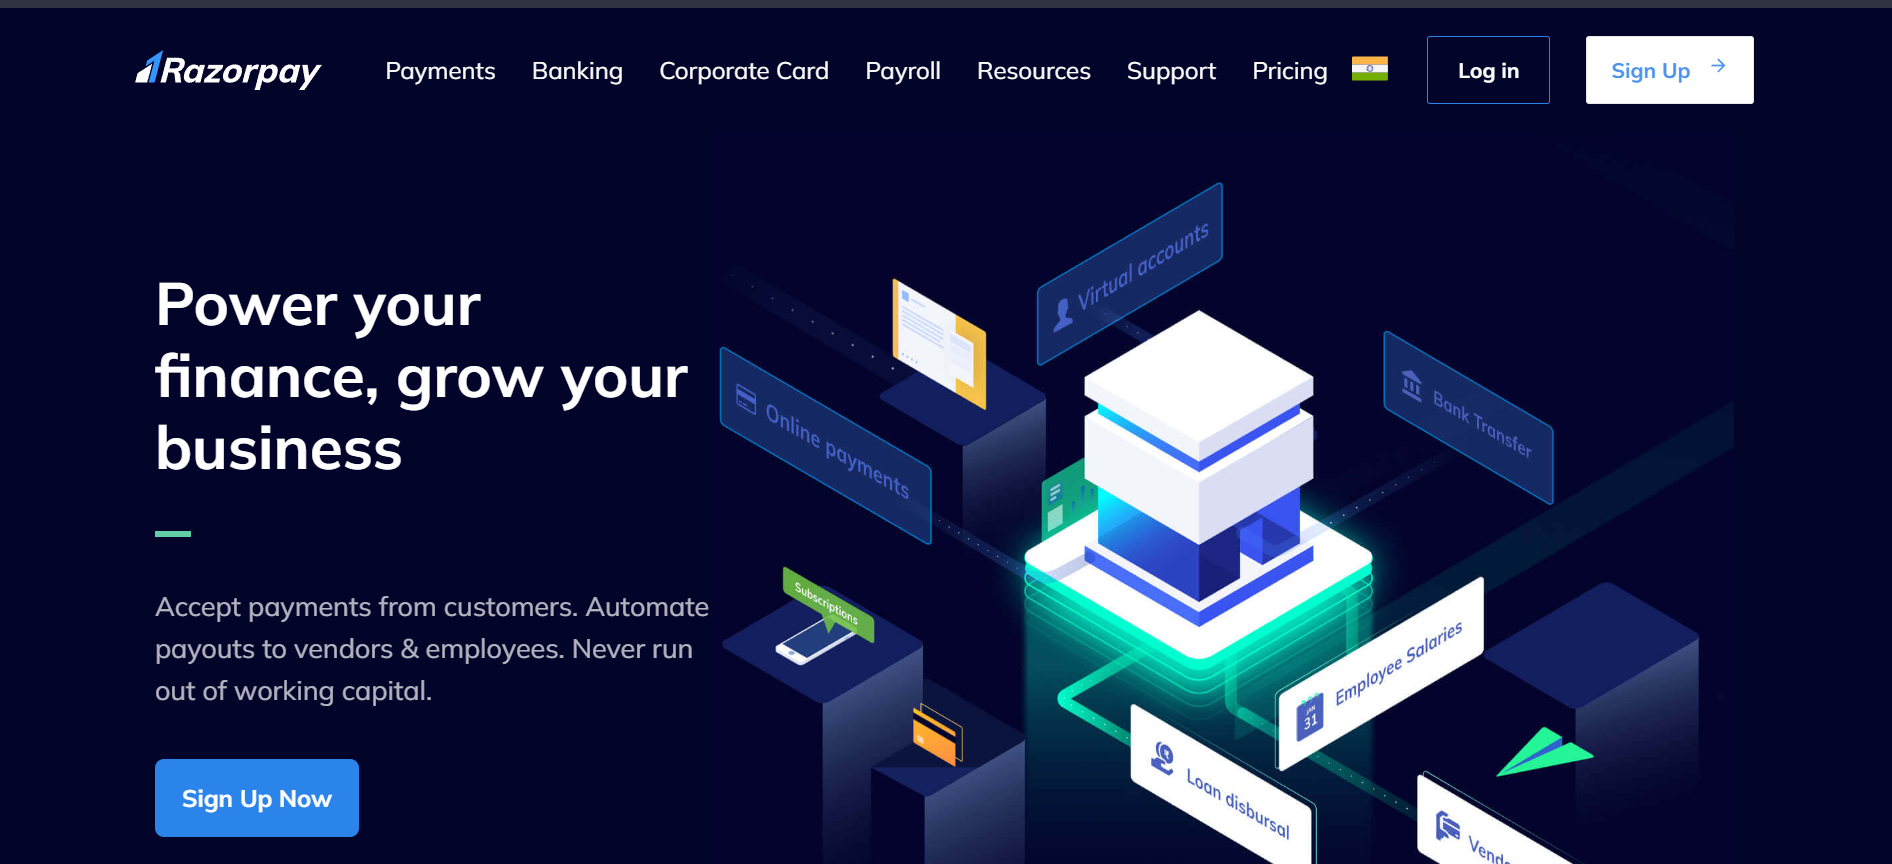 Razorpay
Payments
Banking
Corporate Card
Payroll
Resources
Support
Pricing
Log in
Sign Up
Power your
finance, grow your
business
Accept payments from customers. Automate
payouts to vendors & employees. Never run
out of working capital.
Sign Up Now
Virtual accounts
Online payments
Bank Transfer
Subscriptions
Employee Salaries
JAN
31
Loan disbursal